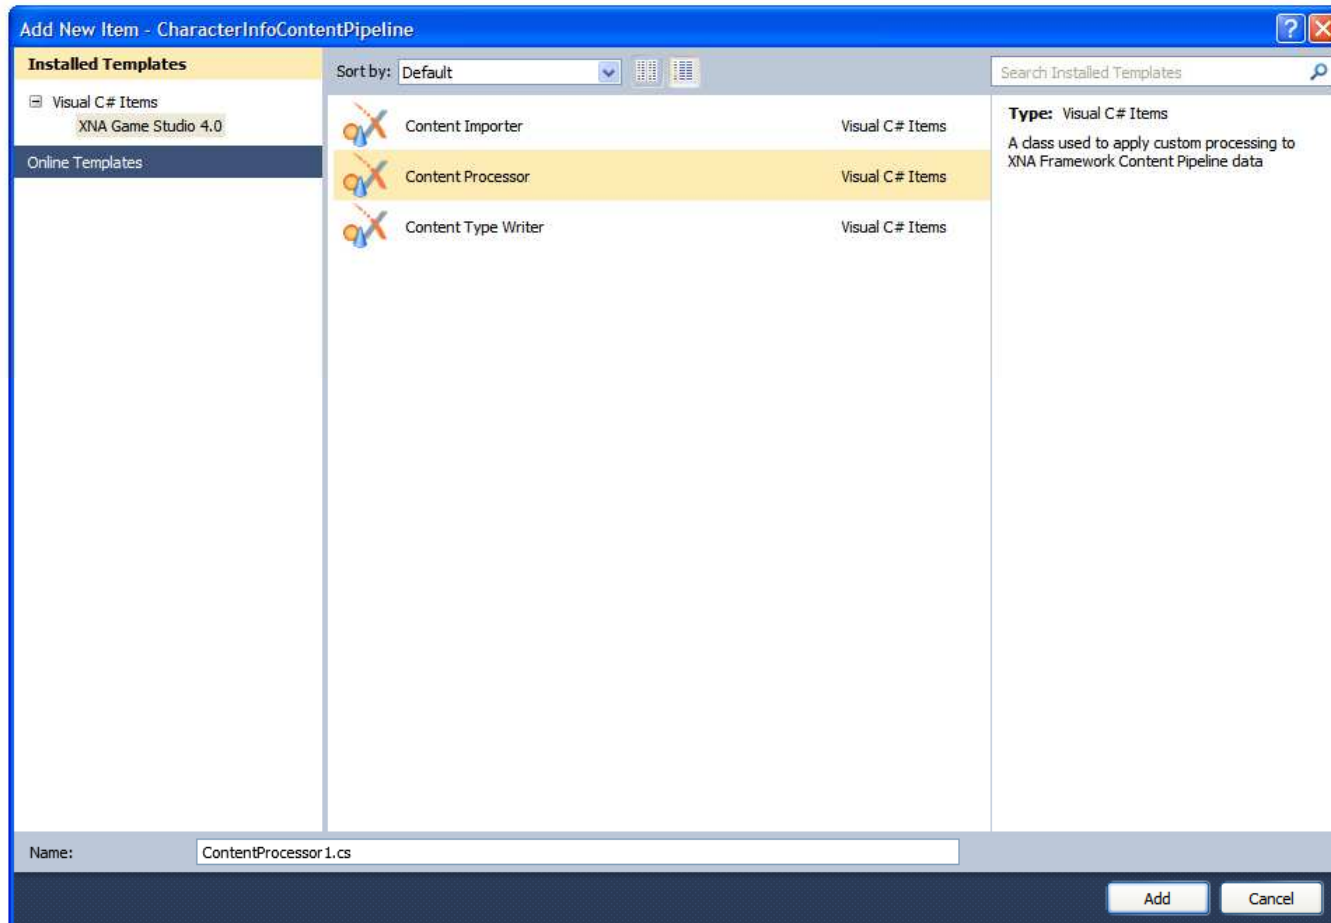 Add New Item - CharacterInfoContentPipeline
Installed Templates
Visual C# Items
XNA Game Studio 4.0
Online Templates
Sort by: Default
Content Importer Visual C# Items
Content Processor Visual C# Items
Content Type Writer Visual C# Items
Search Installed Templates
Type: Visual C# Items
A class used to apply custom processing to
XNA Framework Content Pipeline data
Name: ContentProcessor1.cs
Add Cancel